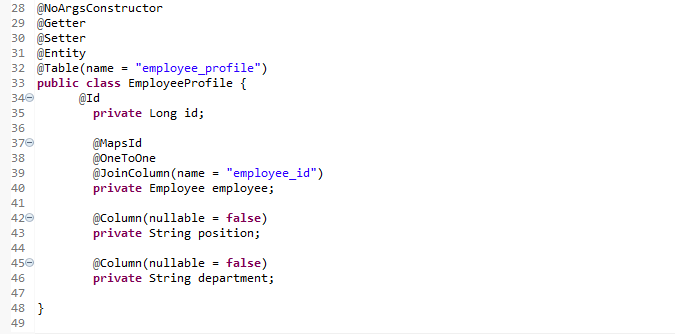 28 @NoArgsConstructor
29 @Getter
30 @Setter
31 @Entity
32 @Table(name = "employee_profile")
33 public class EmployeeProfile {
34 @Id
35 private Long id;
36
37 @MapsId
38 @OneToOne
39 @JoinColumn(name = "employee_id")
40 private Employee employee;
41
42 @Column(nullable = false)
43 private String position;
44
45 @Column(nullable = false)
46 private String department;
47
48 }
49